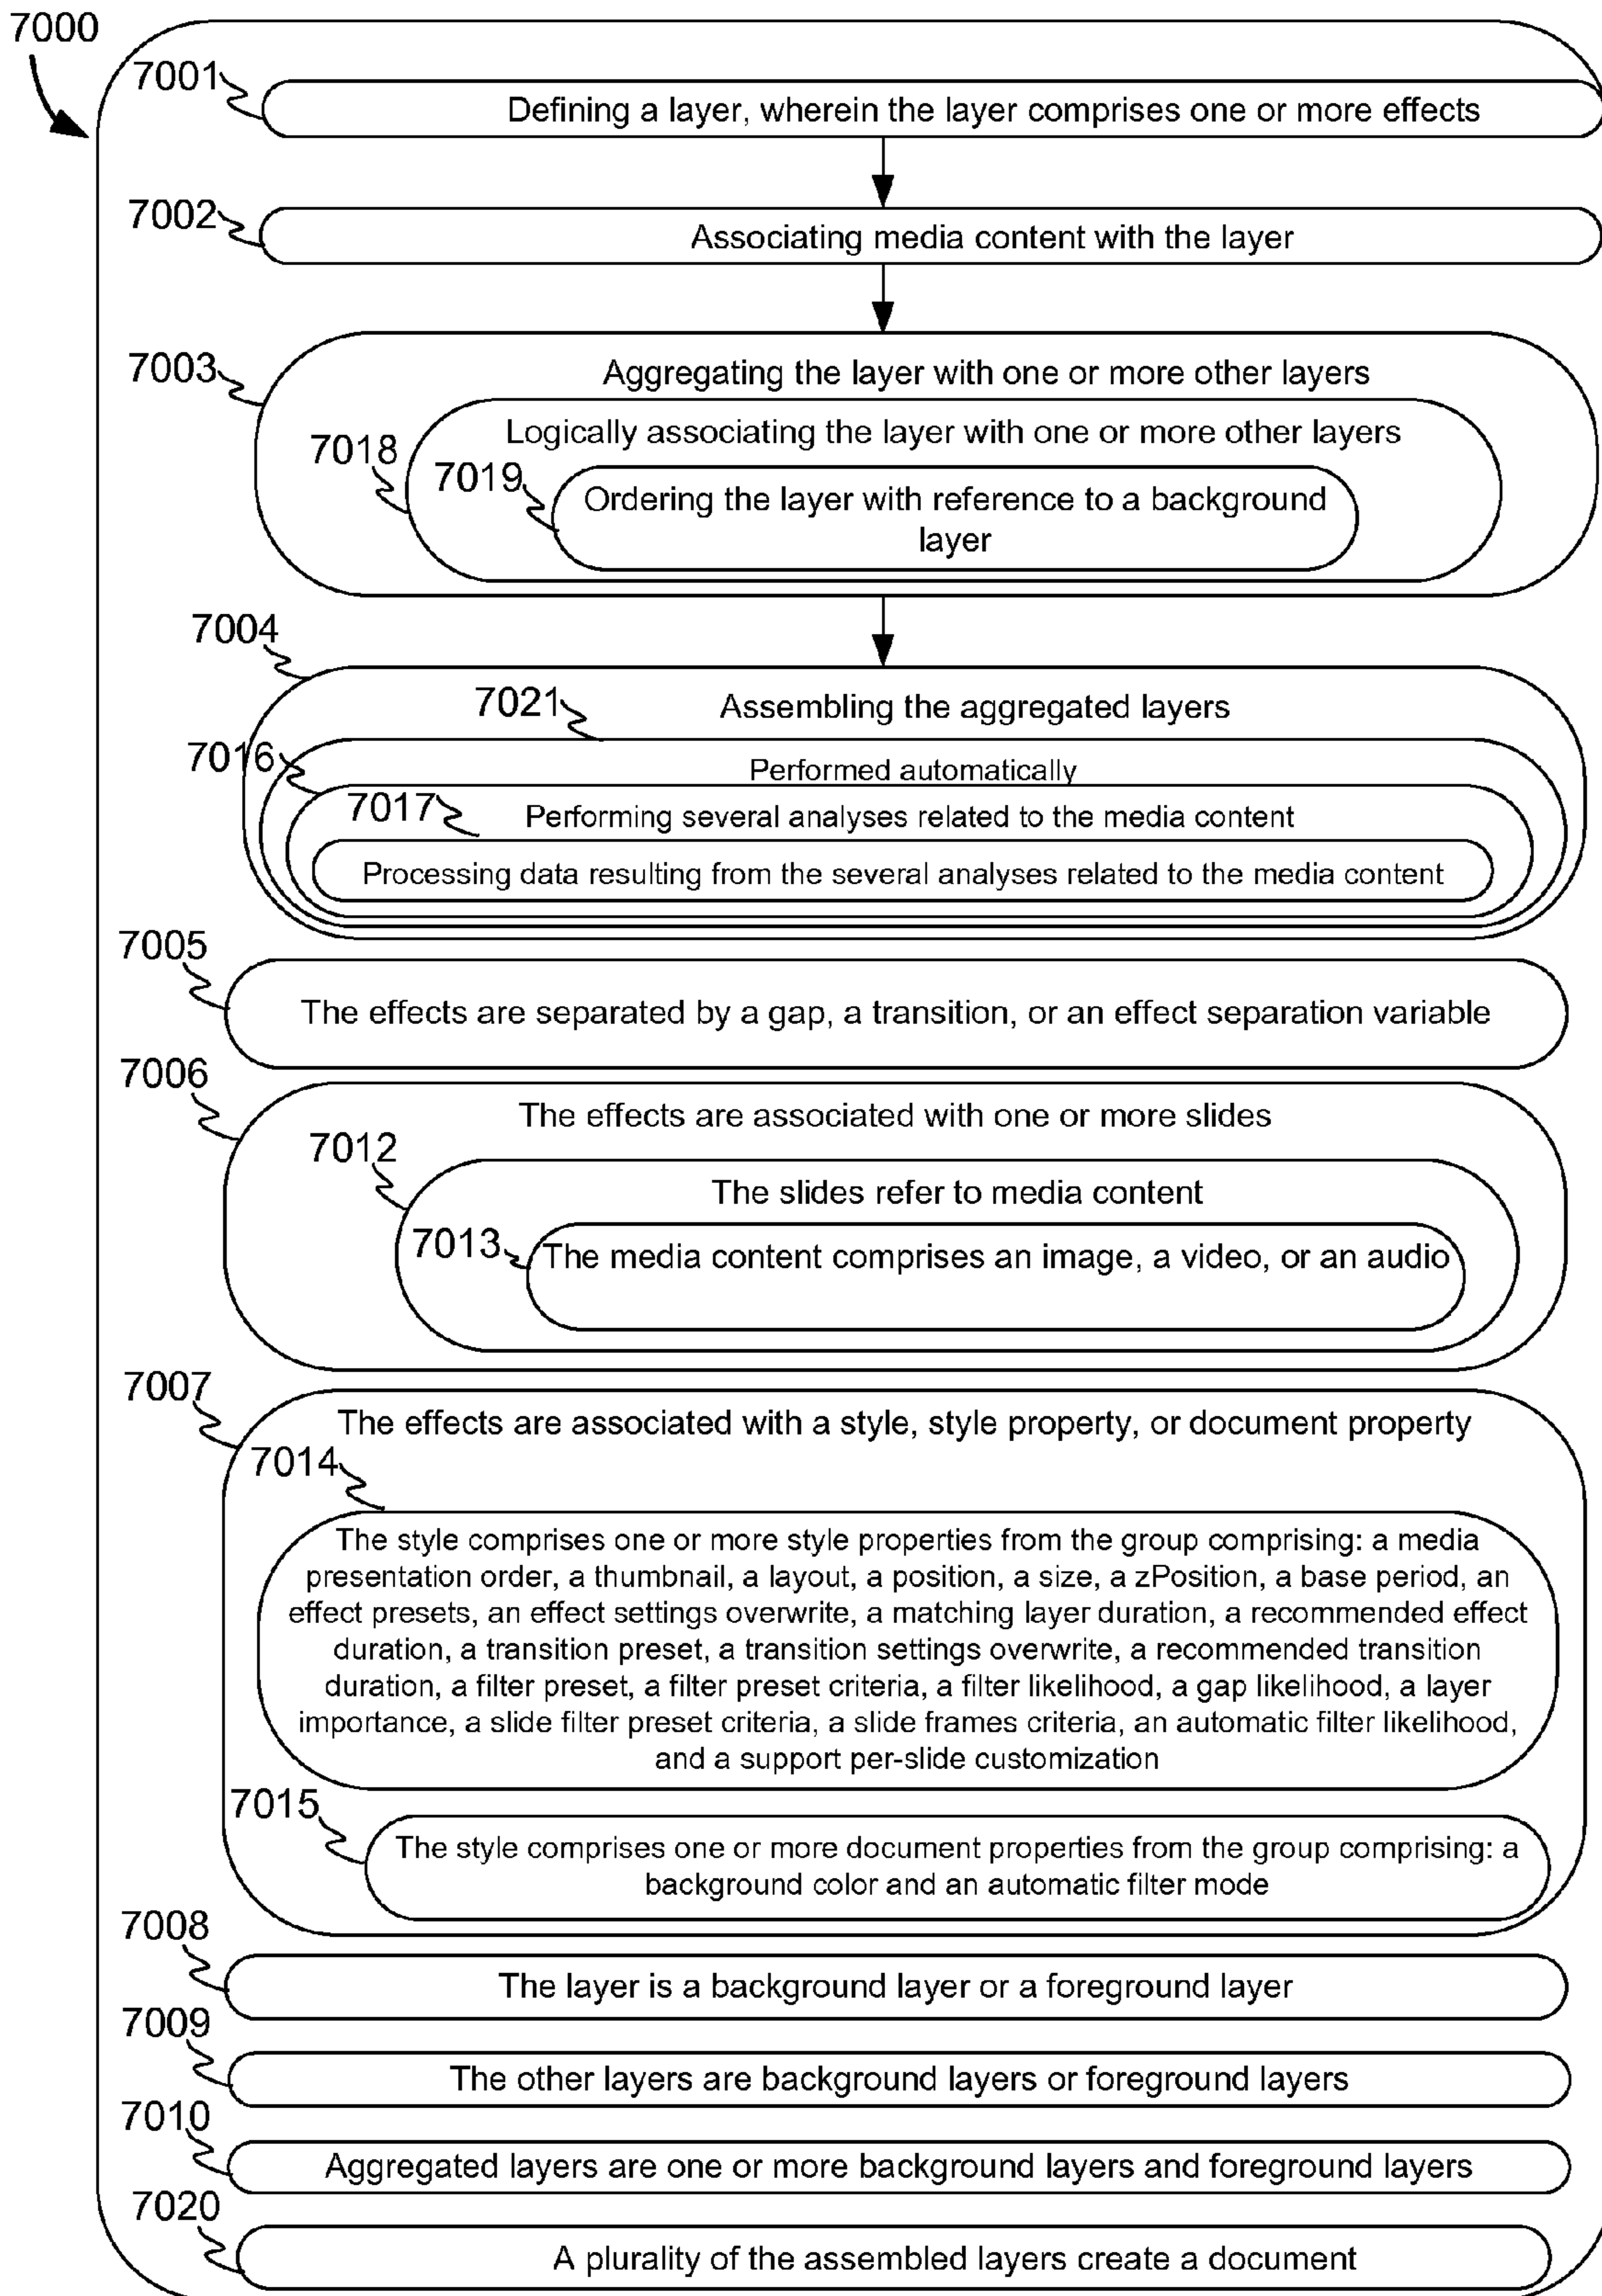 7000
7001
Defining a layer, wherein the layer comprises one or more effects
7002
Associating media content with the layer
7003
Aggregating the layer with one or more other layers
7018
Logically associating the layer with one or more other layers
7019
Ordering the layer with reference to a background
layer
7004
7021
Assembling the aggregated layers
7016
Performed automatically
7017
Performing several analyses related to the media content
Processing data resulting from the several analyses related to the media content
7005
The effects are separated by a gap, a transition, or an effect separation variable
7006
The effects are associated with one or more slides
7012
The slides refer to media content
7013
The media content comprises an image, a video, or an audio
7007
The effects are associated with a style, style property, or document property
7014
The style comprises one or more style properties from the group comprising: a media
presentation order, a thumbnail, a layout, a position, a size, a zPosition, a base period, an
effect presets, an effect settings overwrite, a matching layer duration, a recommended effect
duration, a transition preset, a transition settings overwrite, a recommended transition
duration, a filter preset, a filter preset criteria, a filter likelihood, a gap likelihood, a layer
importance, a slide filter preset criteria, a slide frames criteria, an automatic filter likelihood,
and a support per-slide customization
7015
The style comprises one or more document properties from the group comprising: a
background color and an automatic filter mode
7008
The layer is a background layer or a foreground layer
7009
The other layers are background layers or foreground layers
7010
Aggregated layers are one or more background layers and foreground layers
7020
A plurality of the assembled layers create a document